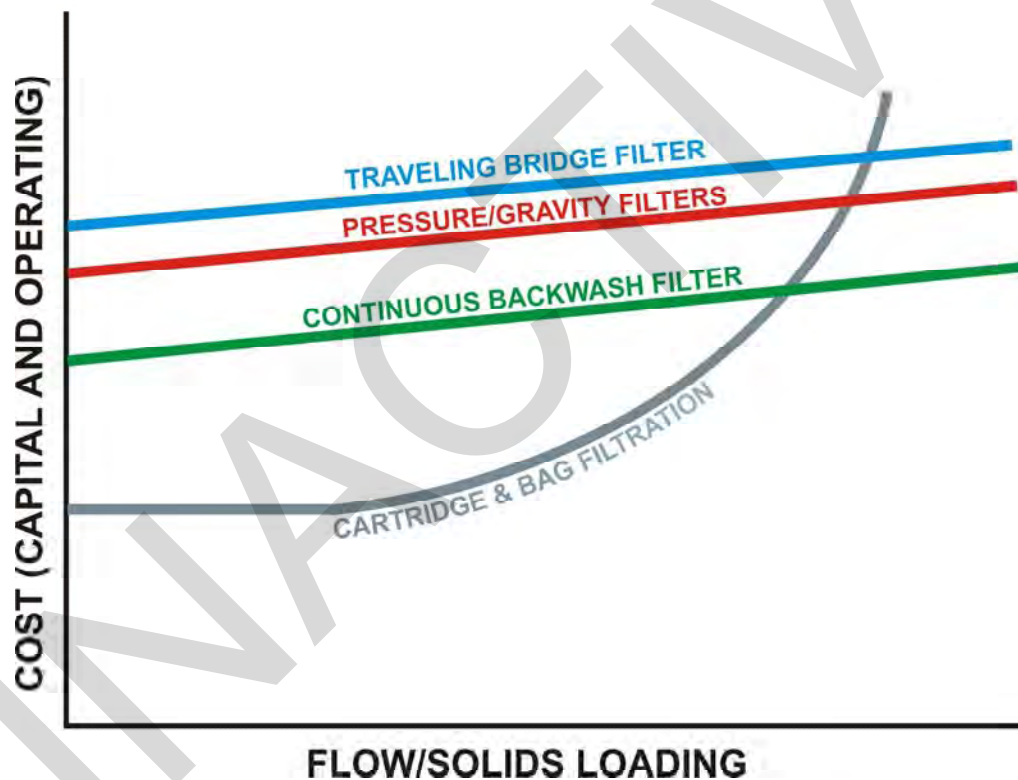 COST (CAPITAL AND OPERATING)
TRAVELING BRIDGE FILTER
PRESSURE/GRAVITY FILTERS
CONTINUOUS BACKWASH FILTER
CARTRIDGE & BAG FILTRATION
FLOW/SOLIDS LOADING
INACTIV